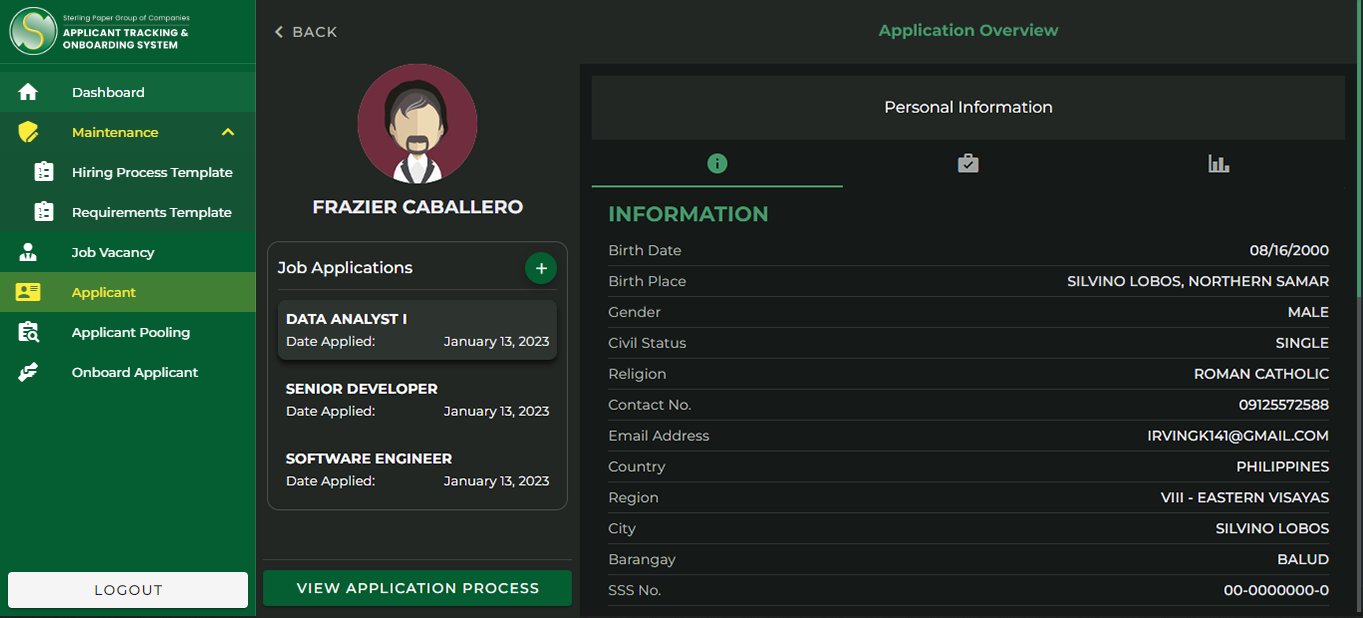 Sterling Paper Group of Companies
APPLICANT TRACKING &
ONBOARDING SYSTEM
Dashboard
Maintenance
Hiring Process Template
Requirements Template
Job Vacancy
Applicant
Applicant Pooling
Onboard Applicant
LOGOUT
BACK
FRAZIER CABALLERO
Job Applications
+
DATA ANALYST I
Date Applied: January 13, 2023
SENIOR DEVELOPER
Date Applied: January 13, 2023
SOFTWARE ENGINEER
Date Applied: January 13, 2023
VIEW APPLICATION PROCESS
Application Overview
Personal Information
INFORMATION
Birth Date 08/16/2000
Birth Place SILVINO LOBOS, NORTHERN SAMAR
Gender MALE
Civil Status SINGLE
Religion ROMAN CATHOLIC
Contact No. 09125572588
Email Address IRVINGK141@GMAIL.COM
Country PHILIPPINES
Region VIII - EASTERN VISAYAS
City SILVINO LOBOS
Barangay BALUD
SSS No. 00-0000000-0